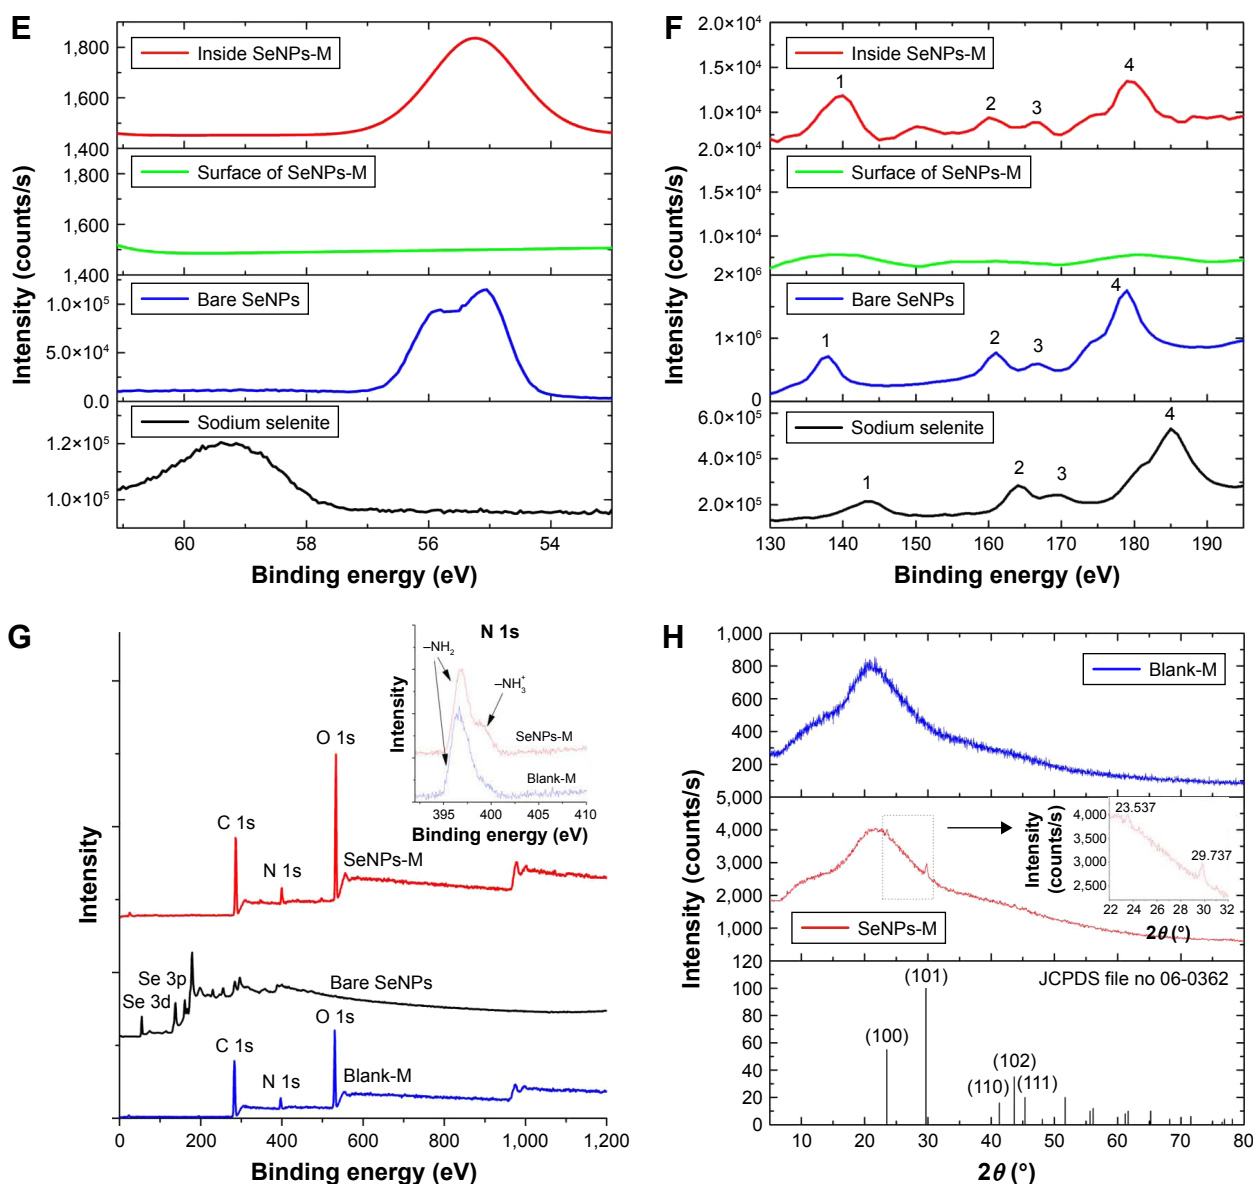 E
Intensity (counts/s)
1,800
1,600
1,400
Inside SeNPs-M
1,800
1,600
1,400
Surface of SeNPs-M
1.0×10⁵
5.0×10⁴
0.0
Bare SeNPs
1.2×10⁵
1.0×10⁵
Sodium selenite
60 58 56 54
Binding energy (eV)
F
Intensity (counts/s)
2.0×10⁴
1.5×10⁴
1.0×10⁴
Inside SeNPs-M
1 2 3 4
2.0×10⁴
1.5×10⁴
1.0×10⁴
Surface of SeNPs-M
2×10⁶
1×10⁶
0
Bare SeNPs
1 2 3 4
6.0×10⁵
4.0×10⁵
2.0×10⁵
Sodium selenite
1 2 3 4
130 140 150 160 170 180 190
Binding energy (eV)
G
Intensity
N 1s
–NH₂
–NH₃⁺
Intensity
SeNPs-M
Blank-M
395 400 405 410
Binding energy (eV)
O 1s
C 1s
N 1s
SeNPs-M
Se 3p
Se 3d
Bare SeNPs
O 1s
C 1s
N 1s
Blank-M
0 200 400 600 800 1,000 1,200
Binding energy (eV)
H
Intensity (counts/s)
1,000
800
600
400
200
Blank-M
5,000
4,000
3,000
2,000
1,000
SeNPs-M
Intensity
(counts/s)
4,000
3,500
3,000
2,500
23.537
29.737
22 24 26 28 30 32
2θ (°)
120
100
80
60
40
20
0
JCPDS file no 06-0362
(101)
(100)
(102)
(110) (111)
10 20 30 40 50 60 70 80
2θ (°)